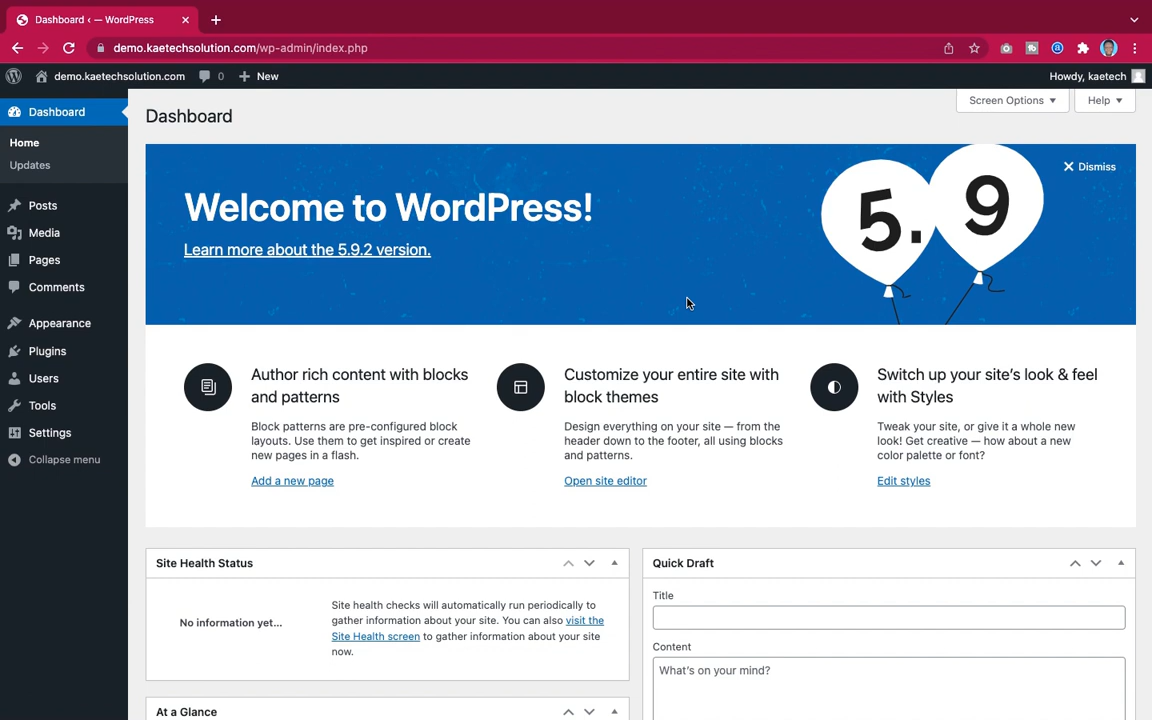 Dashboard ‹ — WordPress
demo.kaetechsolution.com/wp-admin/index.php
demo.kaetechsolution.com 0 New
Howdy, kaetech
Dashboard
Home
Updates
Posts
Media
Pages
Comments
Appearance
Plugins
Users
Tools
Settings
Collapse menu
Screen Options
Help
Dashboard
Dismiss
Welcome to WordPress!
Learn more about the 5.9.2 version.
5.9
Author rich content with blocks
and patterns
Block patterns are pre-configured block
layouts. Use them to get inspired or create
new pages in a flash.
Add a new page
Customize your entire site with
block themes
Design everything on your site — from the
header down to the footer, all using blocks
and patterns.
Open site editor
Switch up your site’s look & feel
with Styles
Tweak your site, or give it a whole new
look! Get creative — how about a new
color palette or font?
Edit styles
Site Health Status
No information yet...
Site health checks will automatically run periodically to
gather information about your site. You can also visit the
Site Health screen to gather information about your site
now.
At a Glance
Quick Draft
Title
Content
What’s on your mind?